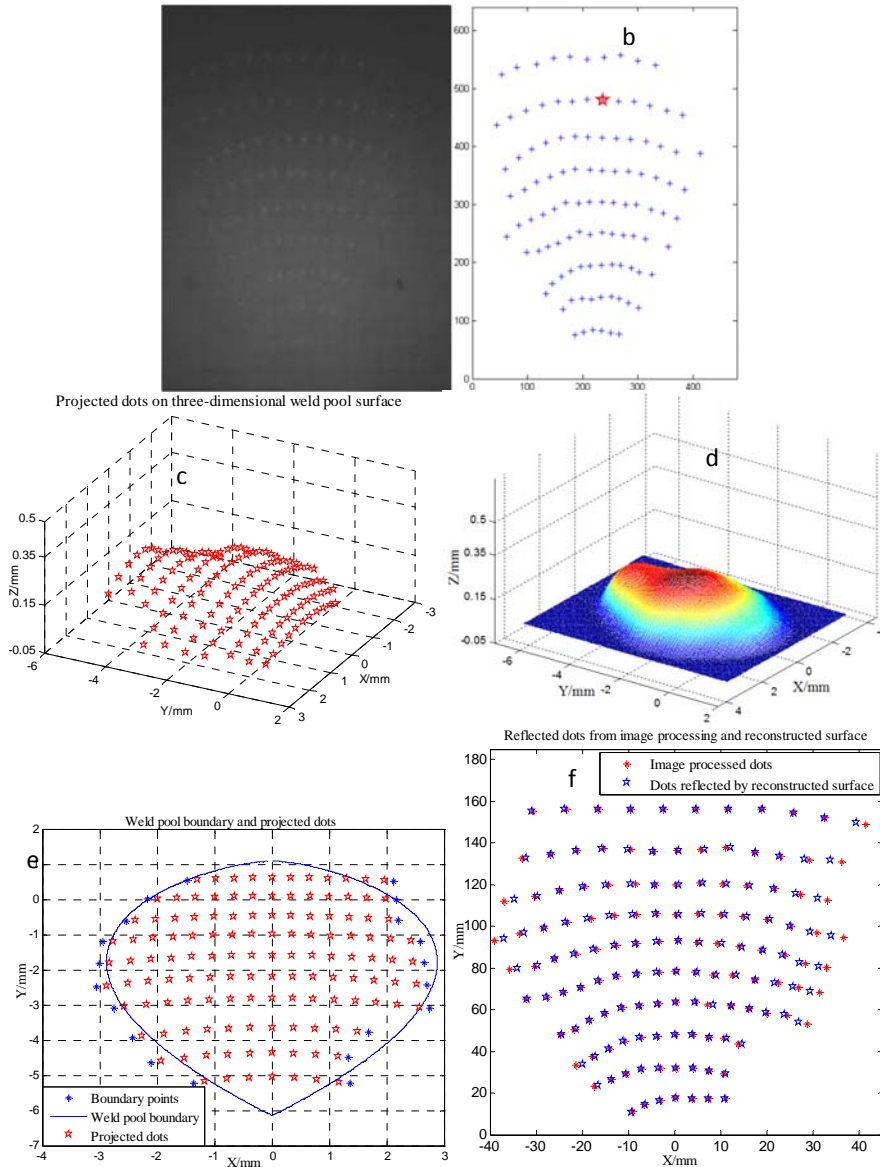 b
600
500
400
300
200
100
0
0 100 200 300 400
Projected dots on three-dimensional weld pool surface
c
0.5
0.35
0.15
-0.05
Z/mm
-6
-4
-2
0
2
Y/mm
-3
-2
-1
0
1
2
3
X/mm
d
0.5
0.35
0.15
-0.05
Z/mm
-6
-4
-2
0
2
Y/mm
-2
0
2
4
X/mm
Weld pool boundary and projected dots
e
2
1
0
-1
-2
-3
-4
-5
-6
-7
Y/mm
Boundary points
Weld pool boundary
Projected dots
-4 -3 -2 -1 0 1 2 3 4
X/mm
Reflected dots from image processing and reconstructed surface
f
Image processed dots
Dots reflected by reconstructed surface
180
160
140
120
100
80
60
40
20
0
Y/mm
-40 -30 -20 -10 0 10 20 30 40
X/mm